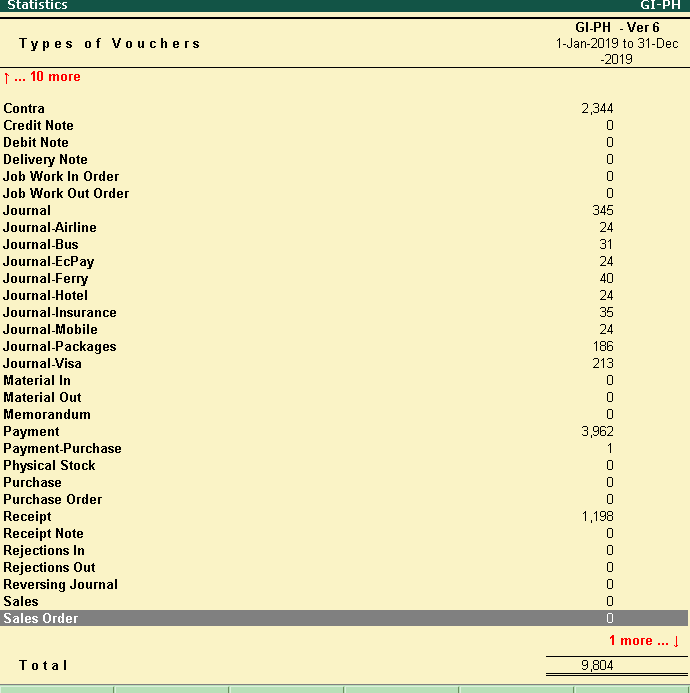 Statistics GI-PH
GI-PH - Ver 6
Types of Vouchers 1-Jan-2019 to 31-Dec
-2019
↑ ... 10 more
Contra 2,344
Credit Note 0
Debit Note 0
Delivery Note 0
Job Work In Order 0
Job Work Out Order 0
Journal 345
Journal-Airline 24
Journal-Bus 31
Journal-EcPay 24
Journal-Ferry 40
Journal-Hotel 24
Journal-Insurance 35
Journal-Mobile 24
Journal-Packages 186
Journal-Visa 213
Material In 0
Material Out 0
Memorandum 0
Payment 3,962
Payment-Purchase 1
Physical Stock 0
Purchase 0
Purchase Order 0
Receipt 1,198
Receipt Note 0
Rejections In 0
Rejections Out 0
Reversing Journal 0
Sales 0
Sales Order 0
1 more ... ↓
Total 9,804